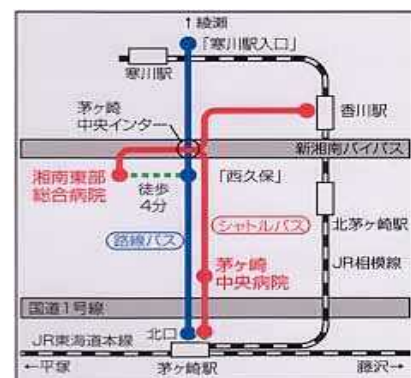 ↑綾瀬
「寒川駅入口」
寒川駅
茅ヶ崎
中央インター
香川駅
新湘南バイパス
湘南東部
総合病院
徒歩
4分
「西久保」
路線バス
シャトルバス
北茅ヶ崎駅
茅ヶ崎
中央病院
JR相模線
国道1号線
北口
JR東海道本線
←平塚
茅ヶ崎駅
藤沢→